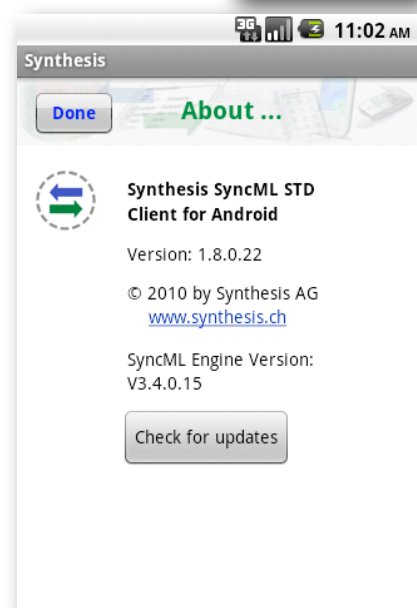 3G 11:02 AM
Synthesis
Done About ...
Synthesis SyncML STD
Client for Android
Version: 1.8.0.22
© 2010 by Synthesis AG
www.synthesis.ch
SyncML Engine Version:
V3.4.0.15
Check for updates